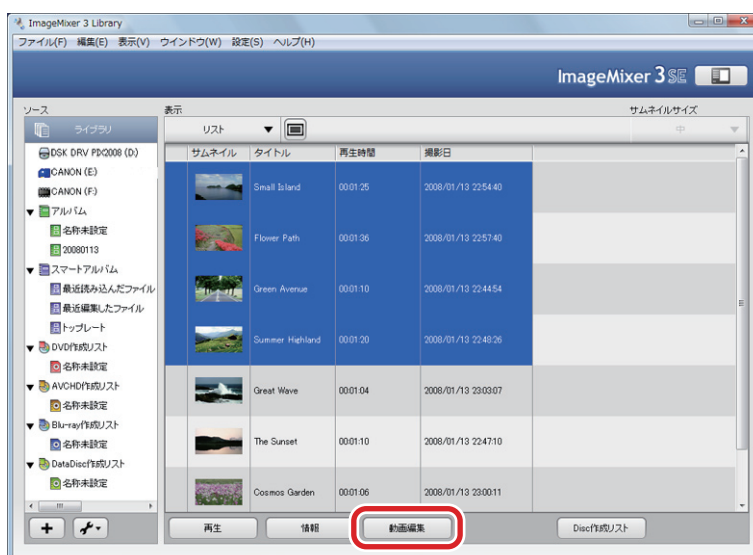 ImageMixer 3 Library
ファイル(F) 編集(E) 表示(V) ウインドウ(W) 設定(S) ヘルプ(H)
ImageMixer 3 SE
ソース 表示 サムネイルサイズ
ライブラリ リスト 中
サムネイル タイトル 再生時間 撮影日
DSK DRV PD2008 (D:)
CANON (E:)
CANON (F:)
アルバム
名称未設定
20080113
スマートアルバム
最近読み込んだファイル
最近編集したファイル
トップレート
DVD作成リスト
名称未設定
AVCHD作成リスト
名称未設定
Blu-ray作成リスト
名称未設定
DataDisc作成リスト
名称未設定
Small Island 00:01:25 2008/01/13 22:54:40
Flower Path 00:01:36 2008/01/13 22:57:40
Green Avenue 00:01:10 2008/01/13 22:44:54
Summer Highland 00:01:20 2008/01/13 22:48:26
Great Wave 00:01:04 2008/01/13 23:03:07
The Sunset 00:01:10 2008/01/13 22:47:10
Cosmos Garden 00:01:06 2008/01/13 23:00:11
再生 情報 動画編集 Disc作成リスト